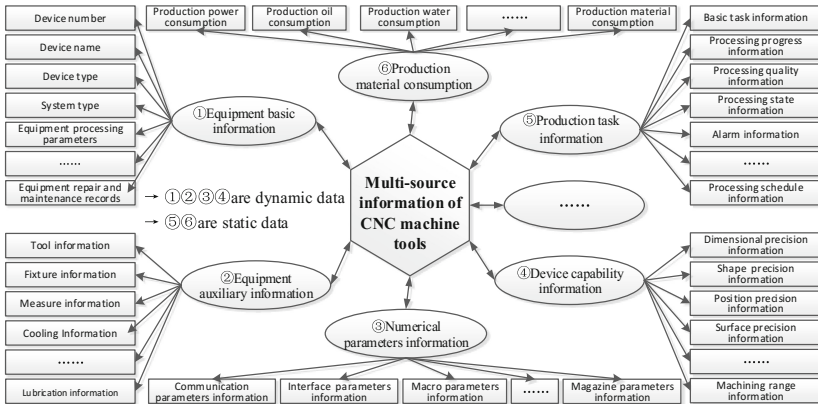 Device number
Device name
Device type
System type
Equipment processing
parameters
......
Equipment repair and
maintenance records
Production power
consumption
Production oil
consumption
Production water
consumption
......
Production material
consumption
Basic task information
Processing progress
information
Processing quality
information
Processing state
information
Alarm information
......
Processing schedule
information
⑥Production
material consumption
①Equipment basic
information
⑤Production task
information
→ ①②③④are dynamic data
→ ⑤⑥are static data
Multi-source
information of
CNC machine
tools
......
②Equipment
auxiliary information
④Device capability
information
③Numerical
parameters information
Tool information
Fixture information
Measure information
Cooling Information
......
Lubrication information
Communication
parameters information
Interface parameters
information
Macro parameters
information
......
Magazine parameters
information
Dimensional precision
information
Shape precision
information
Position precision
information
Surface precision
information
......
Machining range
information